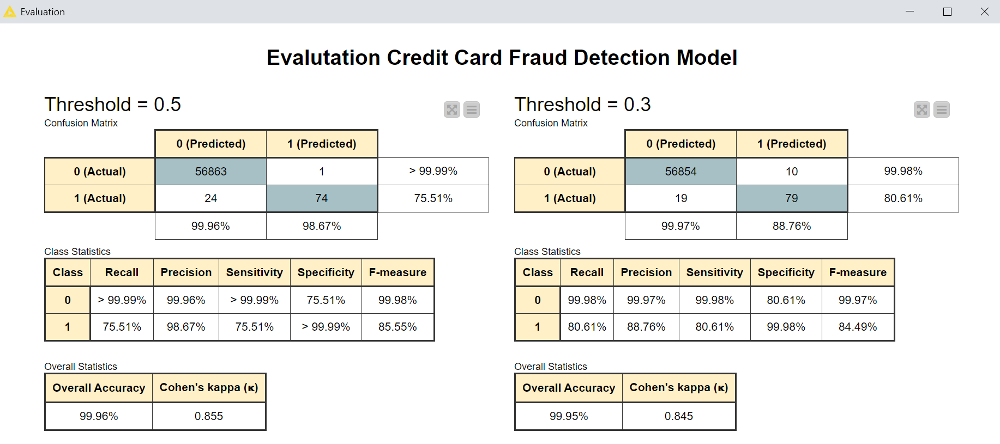 Evaluation
Evalutation Credit Card Fraud Detection Model
Threshold = 0.5
Confusion Matrix
0 (Predicted) 1 (Predicted)
0 (Actual) 56863 1 > 99.99%
1 (Actual) 24 74 75.51%
99.96% 98.67%
Class Statistics
Class Recall Precision Sensitivity Specificity F-measure
0 > 99.99% 99.96% > 99.99% 75.51% 99.98%
1 75.51% 98.67% 75.51% > 99.99% 85.55%
Overall Statistics
Overall Accuracy Cohen's kappa (κ)
99.96% 0.855
Threshold = 0.3
Confusion Matrix
0 (Predicted) 1 (Predicted)
0 (Actual) 56854 10 99.98%
1 (Actual) 19 79 80.61%
99.97% 88.76%
Class Statistics
Class Recall Precision Sensitivity Specificity F-measure
0 99.98% 99.97% 99.98% 80.61% 99.97%
1 80.61% 88.76% 80.61% 99.98% 84.49%
Overall Statistics
Overall Accuracy Cohen's kappa (κ)
99.95% 0.845